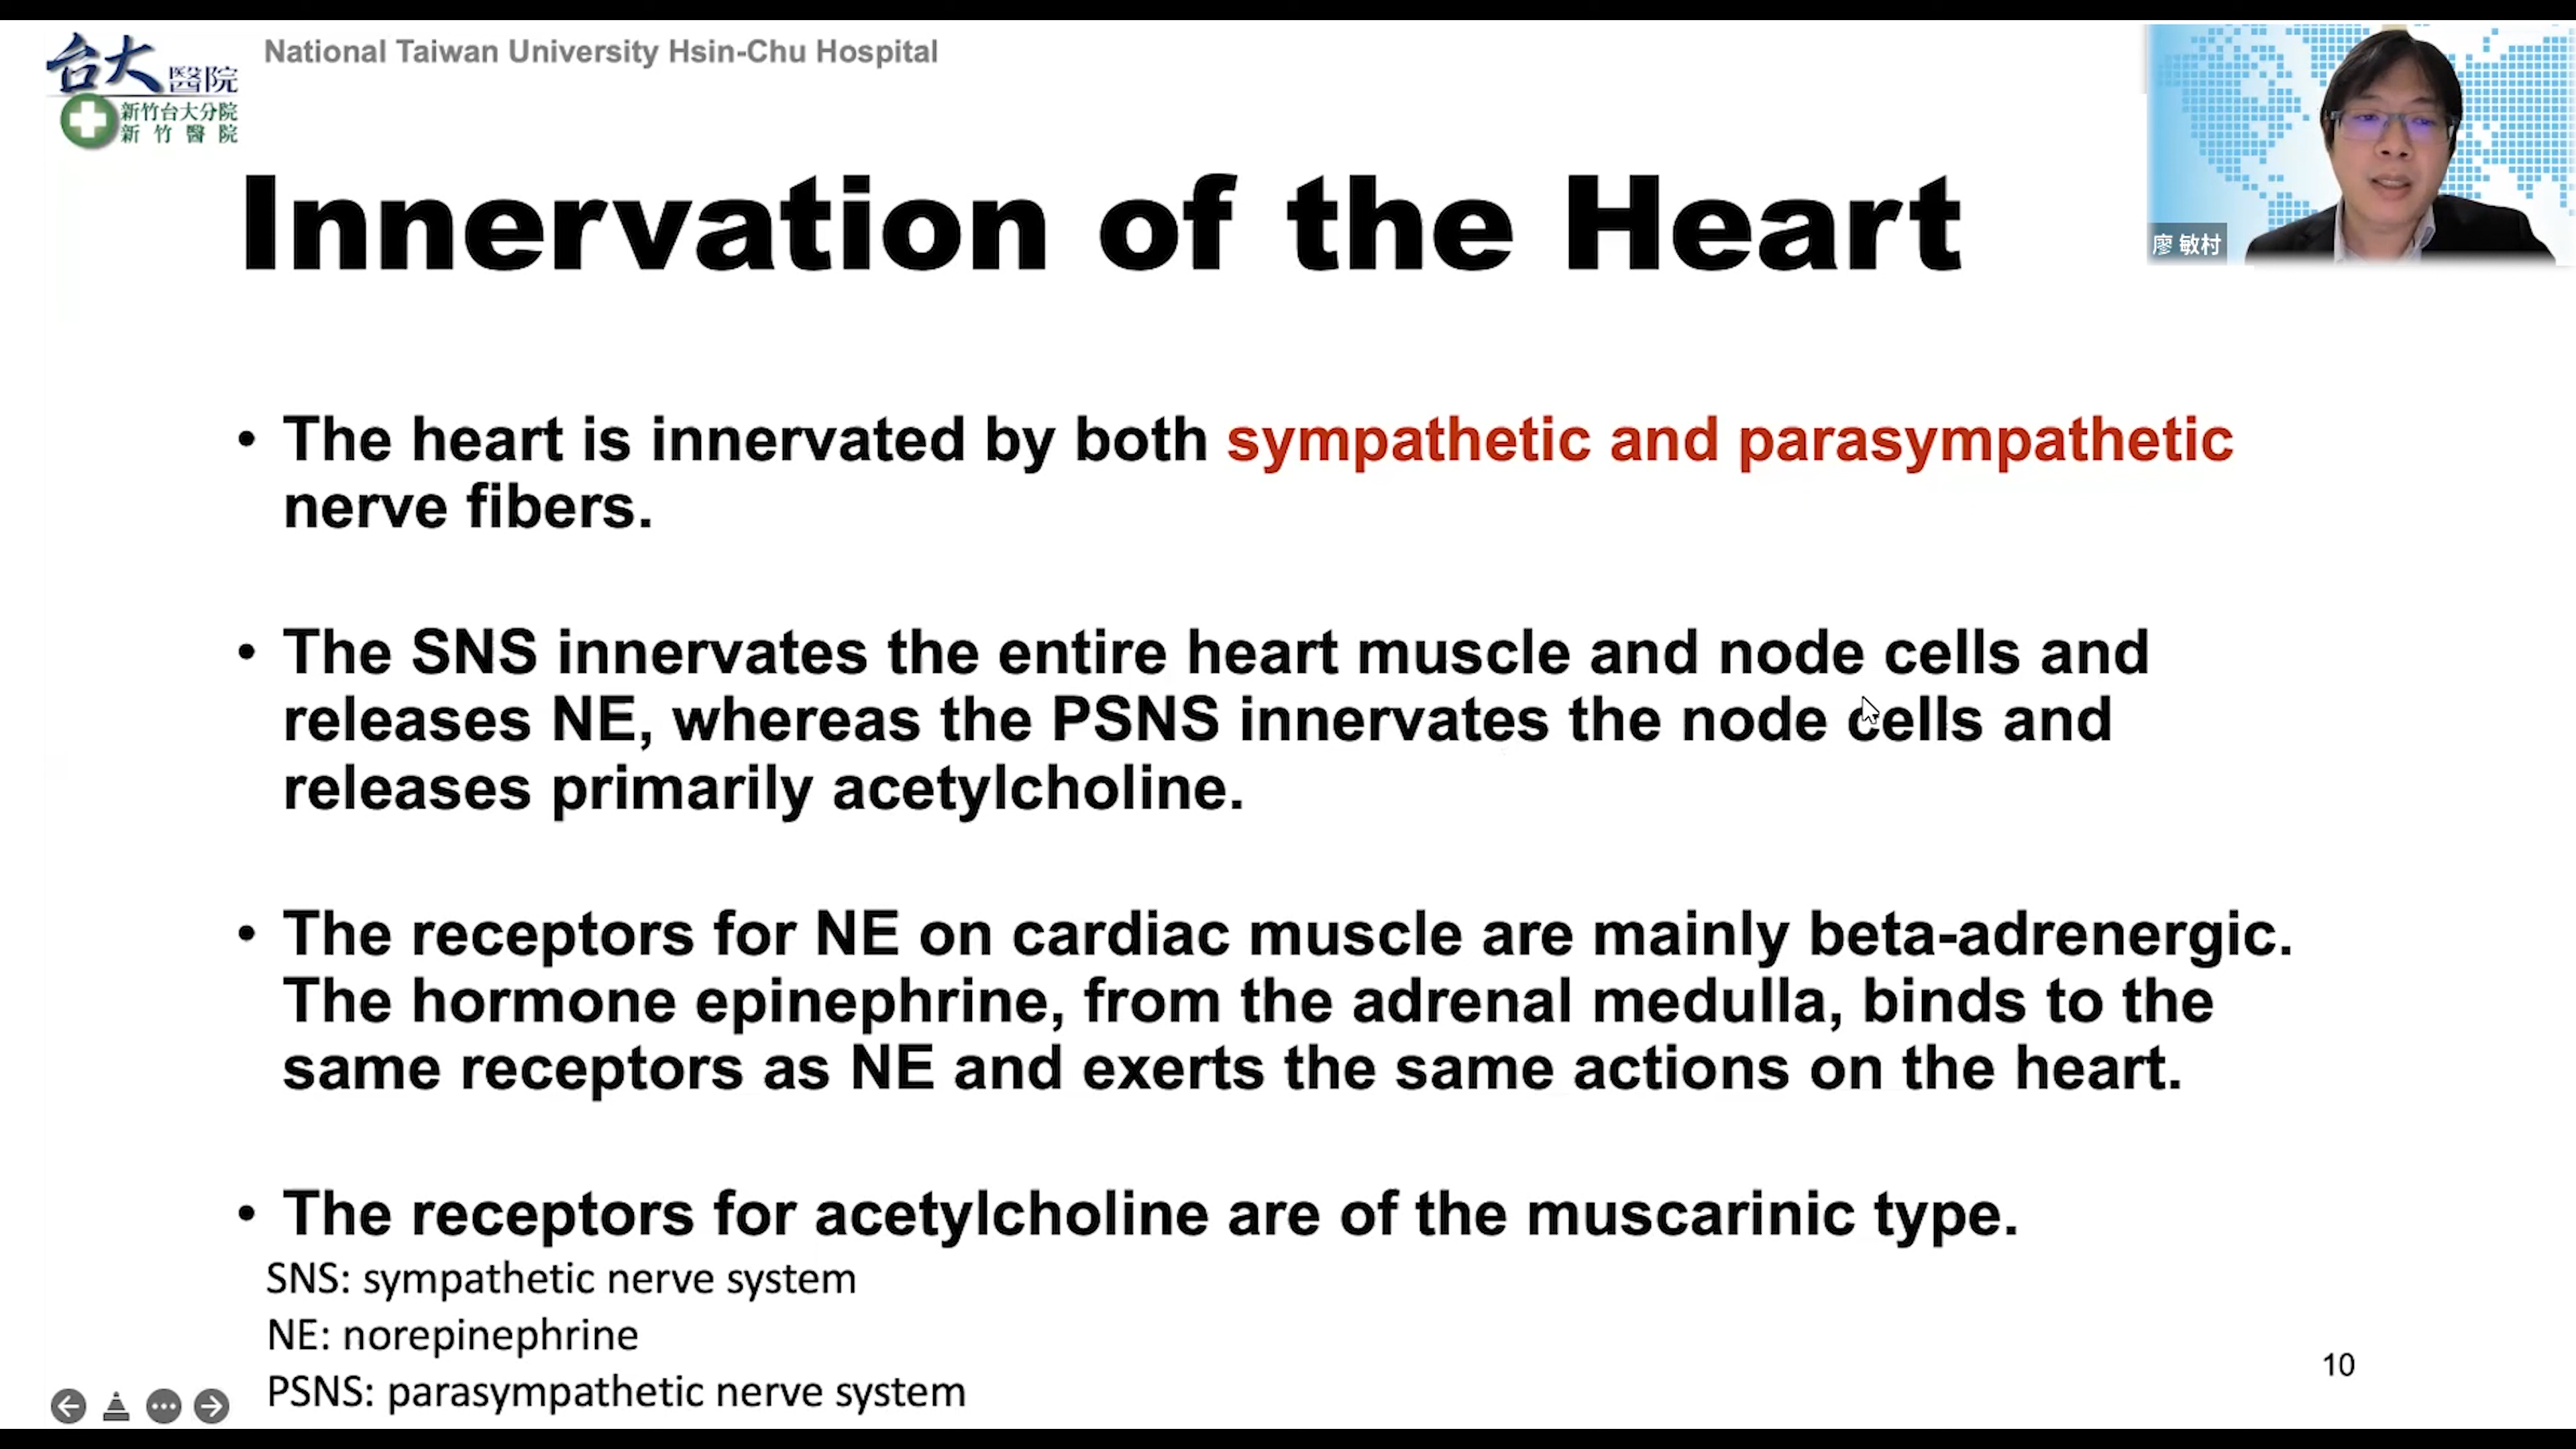 台大醫院
新竹台大分院
新竹醫院
National Taiwan University Hsin-Chu Hospital
廖 敏村
Innervation of the Heart
• The heart is innervated by both sympathetic and parasympathetic
nerve fibers.
• The SNS innervates the entire heart muscle and node cells and
releases NE, whereas the PSNS innervates the node cells and
releases primarily acetylcholine.
• The receptors for NE on cardiac muscle are mainly beta-adrenergic.
The hormone epinephrine, from the adrenal medulla, binds to the
same receptors as NE and exerts the same actions on the heart.
• The receptors for acetylcholine are of the muscarinic type.
SNS: sympathetic nerve system
NE: norepinephrine
PSNS: parasympathetic nerve system
10